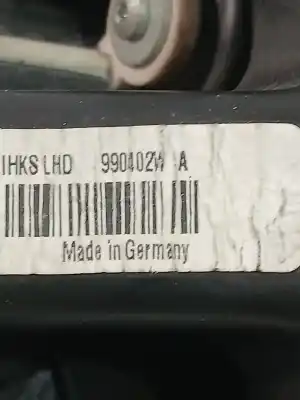 IHKS LHD 990402W A
Made in Germany